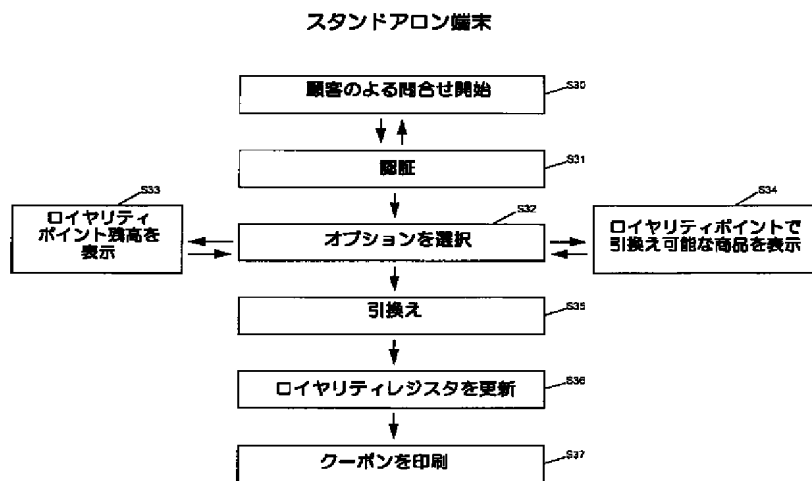 スタンドアロン端末
顧客のよる問合せ開始
S30
認証
S31
S33
ロイヤリティ
ポイント残高を
表示
S32
オプションを選択
S34
ロイヤリティポイントで
引換え可能な商品を表示
引換え
S35
ロイヤリティレジスタを更新
S36
クーポンを印刷
S37